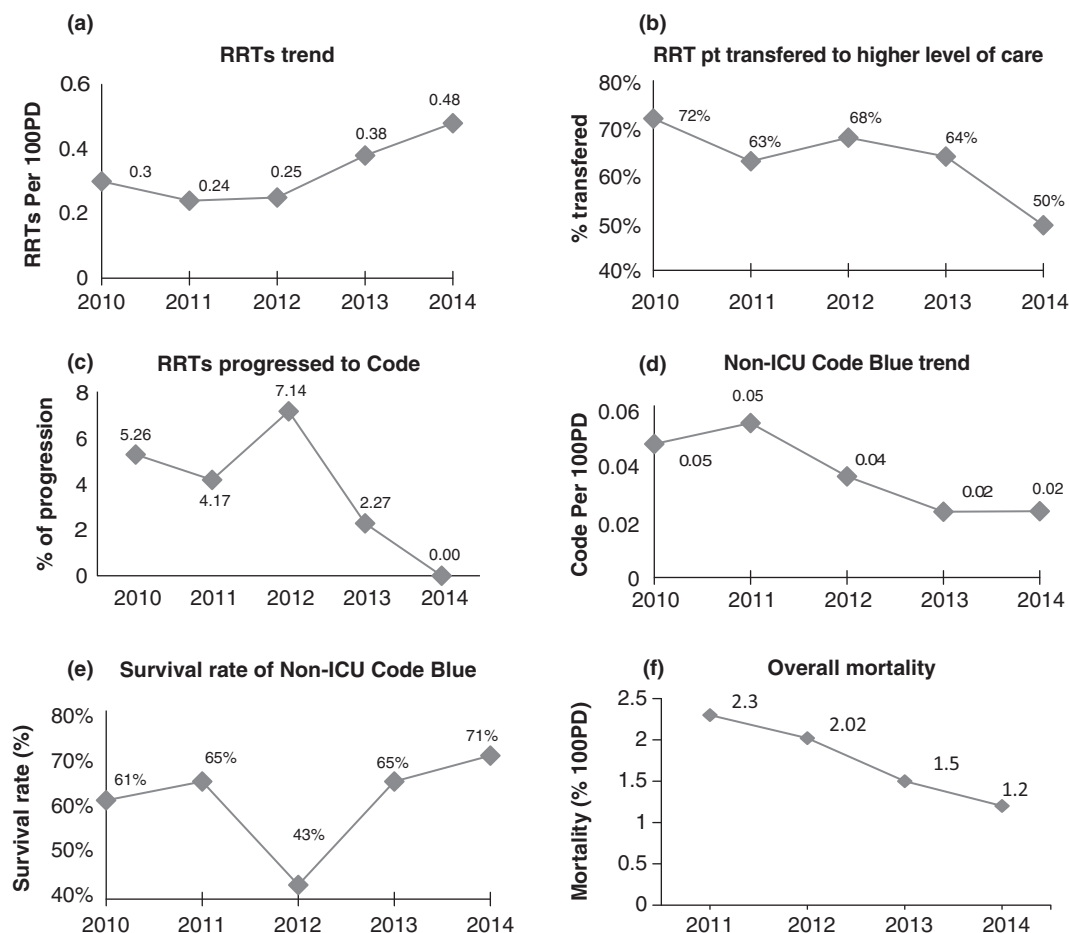 (a)
RRTs trend
RRTs Per 100PD
0.6
0.4
0.2
0
0.3
0.24
0.25
0.38
0.48
2010 2011 2012 2013 2014
(b)
RRT pt transfered to higher level of care
% transfered
80%
70%
60%
50%
40%
72%
63%
68%
64%
50%
2010 2011 2012 2013 2014
(c)
RRTs progressed to Code
% of progression
8
6
4
2
0
5.26
4.17
7.14
2.27
0.00
2010 2011 2012 2013 2014
(d)
Non-ICU Code Blue trend
Code Per 100PD
0.06
0.04
0.02
0
0.05
0.05
0.04
0.02
0.02
2010 2011 2012 2013 2014
(e)
Survival rate of Non-ICU Code Blue
Survival rate (%)
80%
70%
60%
50%
40%
61%
65%
43%
65%
71%
2010 2011 2012 2013 2014
(f)
Overall mortality
Mortality (% 100PD)
2.5
2
1.5
1
0.5
0
2.3
2.02
1.5
1.2
2011 2012 2013 2014